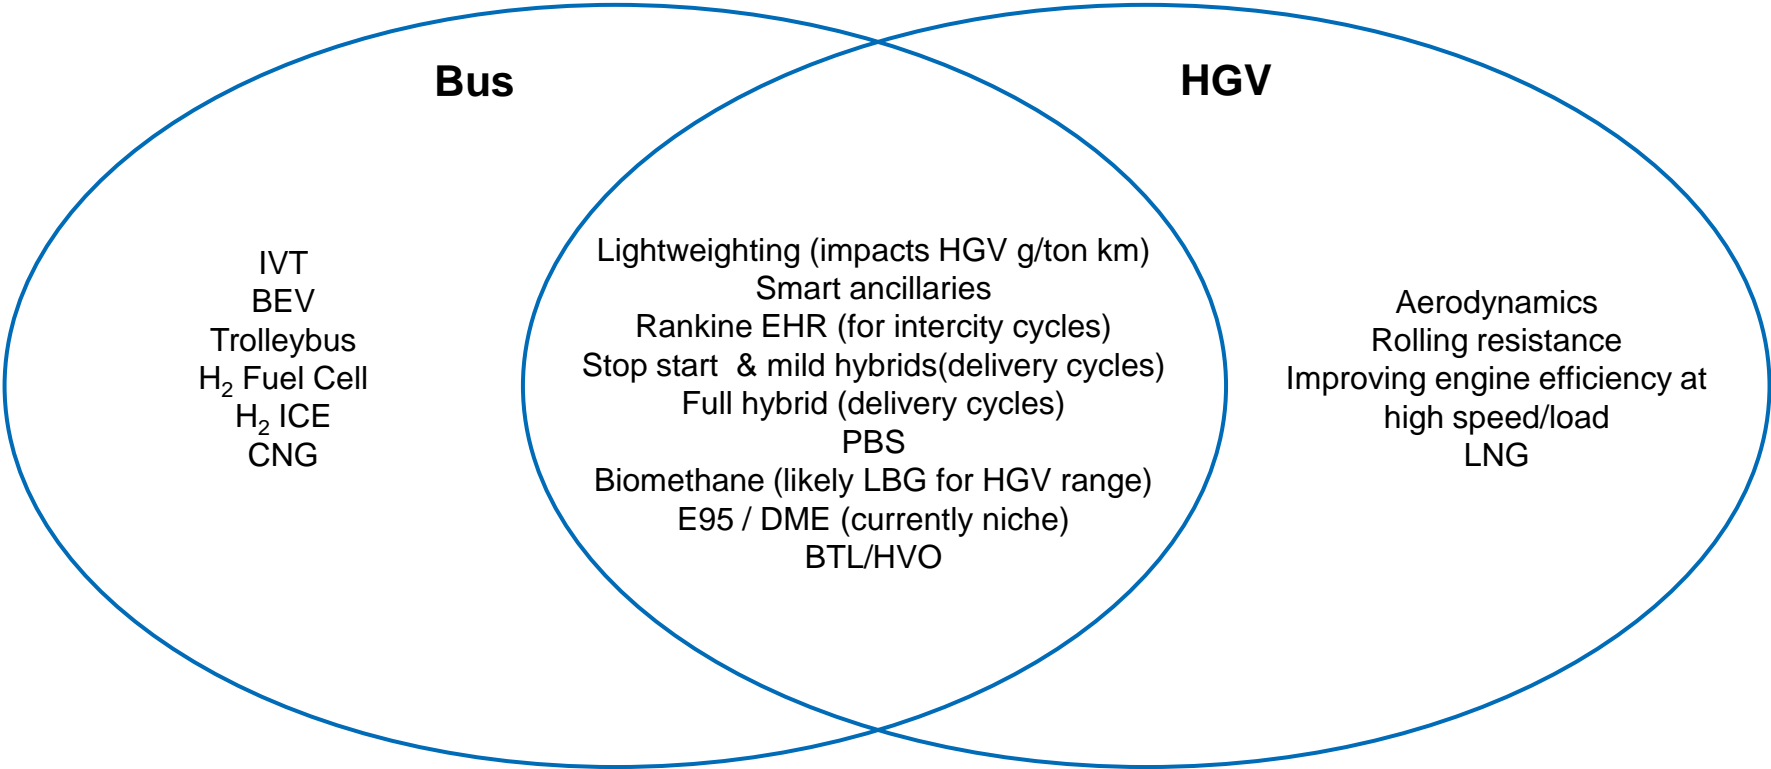 Bus
HGV
IVT
BEV
Trolleybus
H₂ Fuel Cell
H₂ ICE
CNG
Lightweighting (impacts HGV g/ton km)
Smart ancillaries
Rankine EHR (for intercity cycles)
Stop start  & mild hybrids(delivery cycles)
Full hybrid (delivery cycles)
PBS
Biomethane (likely LBG for HGV range)
E95 / DME (currently niche)
BTL/HVO
Aerodynamics
Rolling resistance
Improving engine efficiency at
high speed/load
LNG